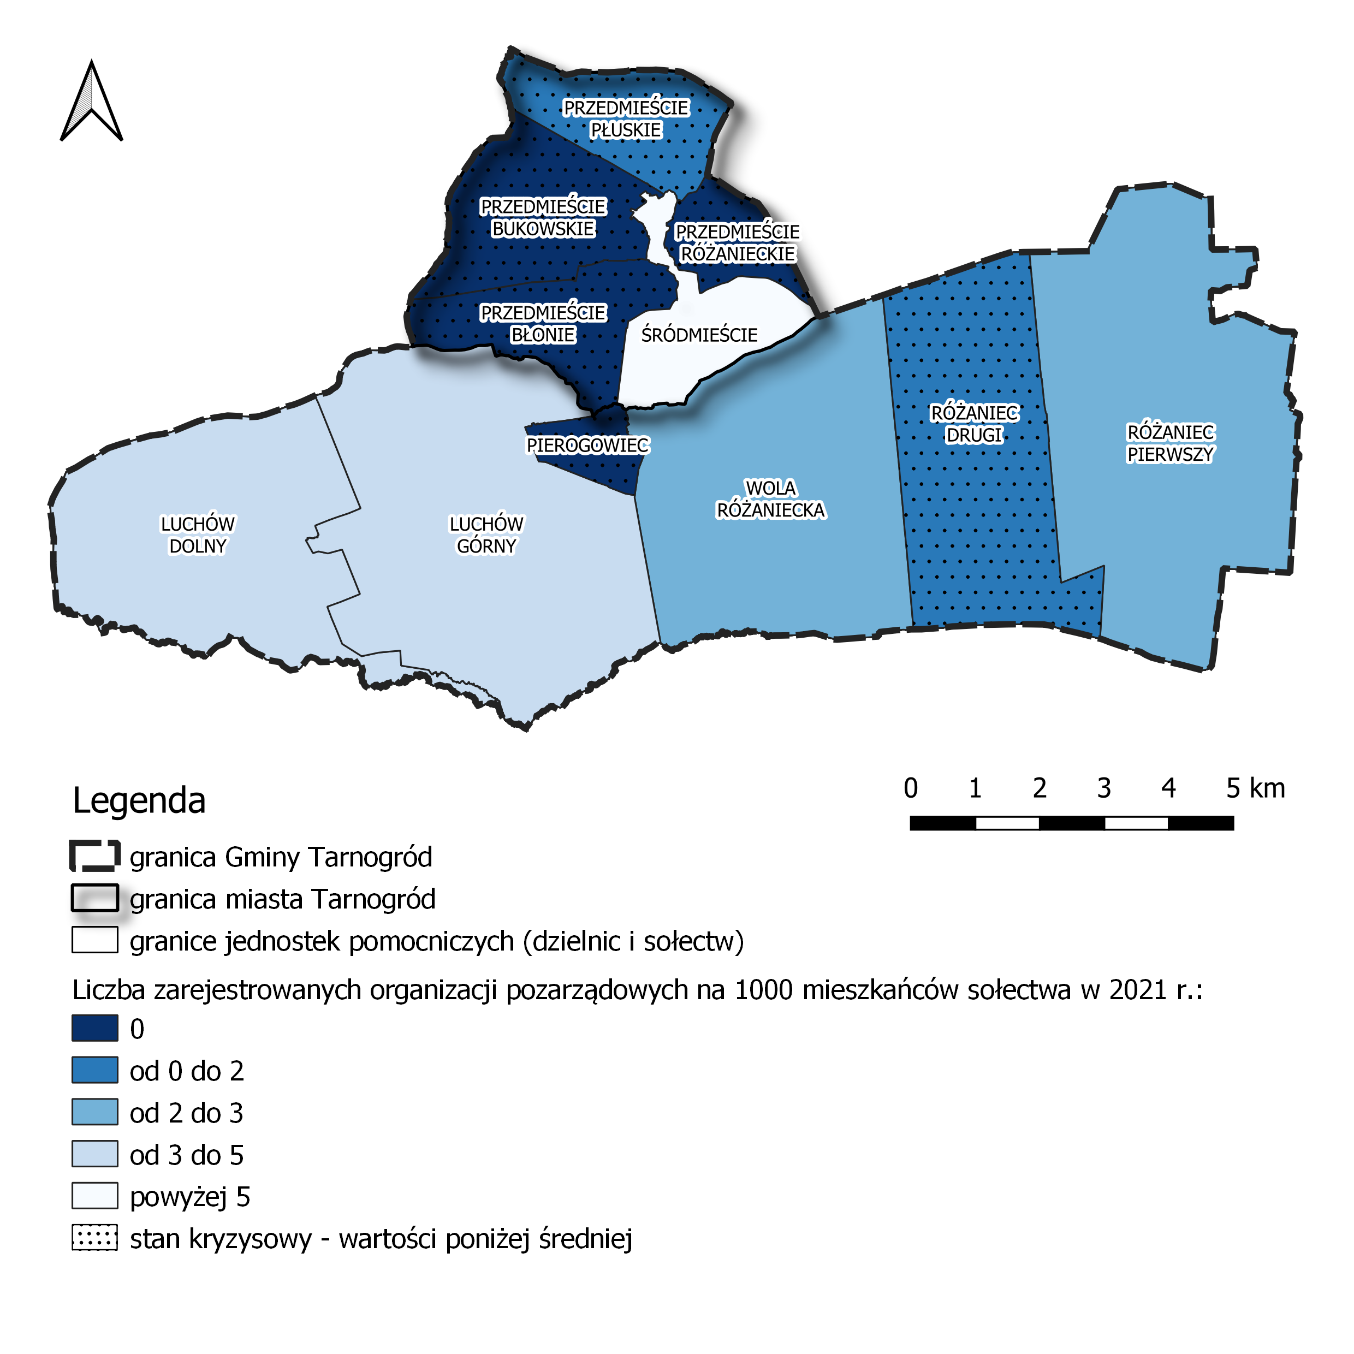 PRZEDMIEŚCIE
PŁUSKIE
PRZEDMIEŚCIE
BUKOWSKIE
PRZEDMIEŚCIE
RÓŻANIECKIE
PRZEDMIEŚCIE
BŁONIE
ŚRÓDMIEŚCIE
PIEROGOWIEC
RÓŻANIEC
DRUGI
RÓŻANIEC
PIERWSZY
WOLA
RÓŻANIECKA
LUCHÓW
DOLNY
LUCHÓW
GÓRNY
0 1 2 3 4 5 km
Legenda
granica Gminy Tarnogród
granica miasta Tarnogród
granice jednostek pomocniczych (dzielnic i sołectw)
Liczba zarejestrowanych organizacji pozarządowych na 1000 mieszkańców sołectwa w 2021 r.:
0
od 0 do 2
od 2 do 3
od 3 do 5
powyżej 5
stan kryzysowy - wartości poniżej średniej